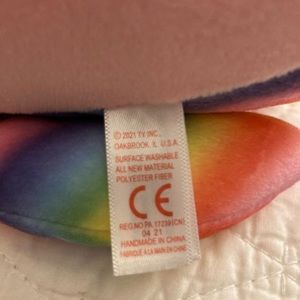 © 2021 TY INC.,
OAKBROOK, IL U.S.A.
SURFACE WASHABLE
ALL NEW MATERIAL
POLYESTER FIBER
CE
REG.NO PA. 17239(CN)
04 21
HANDMADE IN CHINA
FABRIQUÉ À LA MAIN EN CHINE